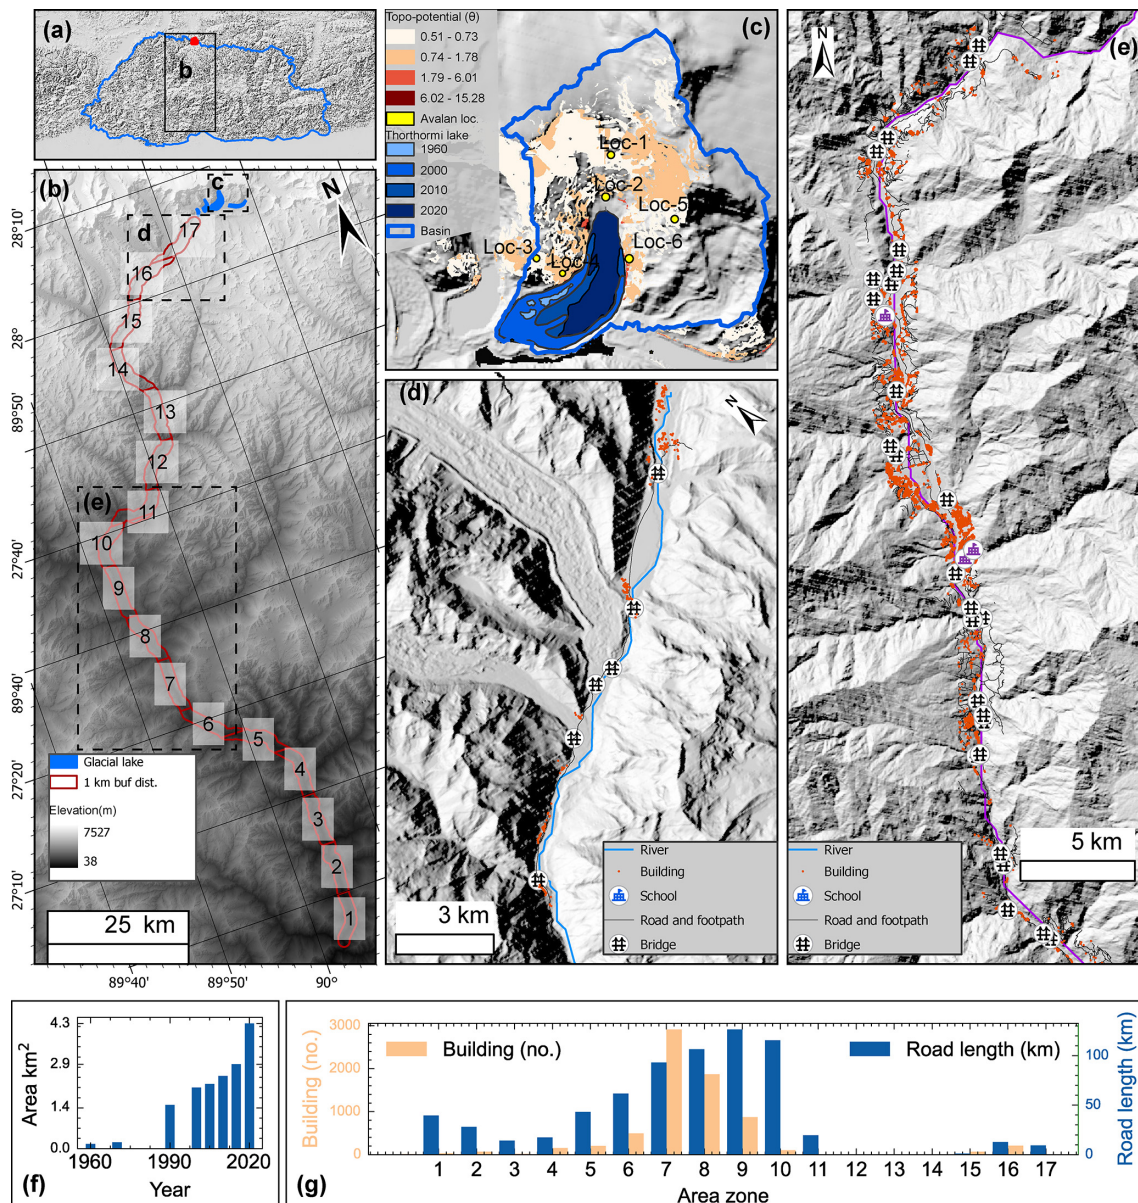 (a)
b
(b)
N
c
d
17
16
15
14
13
12
(e)
11
10
9
8
7
6
5
4
3
2
1
28°10'
28°
89°50'
27°40'
89°40'
27°20'
27°10'
89°40'
89°50'
90°
Glacial lake
1 km buf dist.
Elevation(m)
7527
38
25 km
(c)
Topo-potential (θ)
0.51 - 0.73
0.74 - 1.78
1.79 - 6.01
6.02 - 15.28
Avalan loc.
Thorthormi lake
1960
2000
2010
2020
Basin
Loc-1
Loc-2
Loc-5
Loc-3
Loc-6
Loc-4
(d)
N
River
Building
School
Road and footpath
Bridge
3 km
(e)
N
5 km
River
Building
School
Road and footpath
Bridge
(f)
Area km²
4.3
2.9
1.4
0.0
1960
1990
2020
Year
(g)
Building (no.)
3000
2000
1000
0
Building (no.)
Road length (km)
100
50
0
Road length (km)
1 2 3 4 5 6 7 8 9 10 11 12 13 14 15 16 17
Area zone